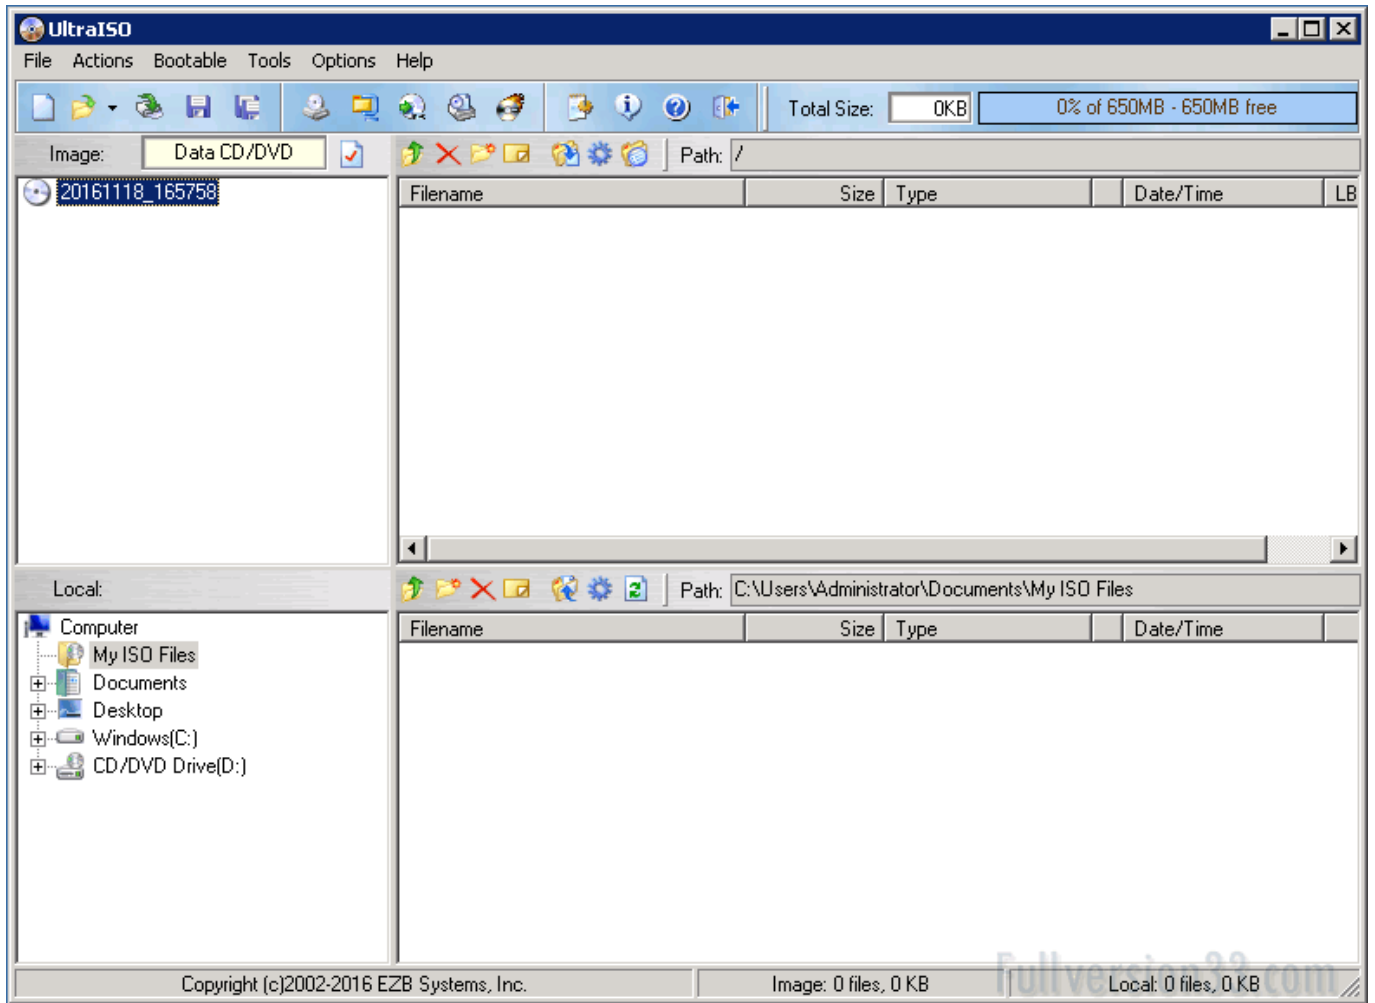 UltraISO
File Actions Bootable Tools Options Help
Total Size: 0KB 0% of 650MB - 650MB free
Image: Data CD/DVD Path: /
20161118_165758
Filename Size Type Date/Time LB
Local: Path: C:\Users\Administrator\Documents\My ISO Files
Computer
Filename Size Type Date/Time
My ISO Files
Documents
Desktop
Windows(C:)
CD/DVD Drive(D:)
Fullversion33.com
Copyright (c)2002-2016 EZB Systems, Inc. Image: 0 files, 0 KB Local: 0 files, 0 KB